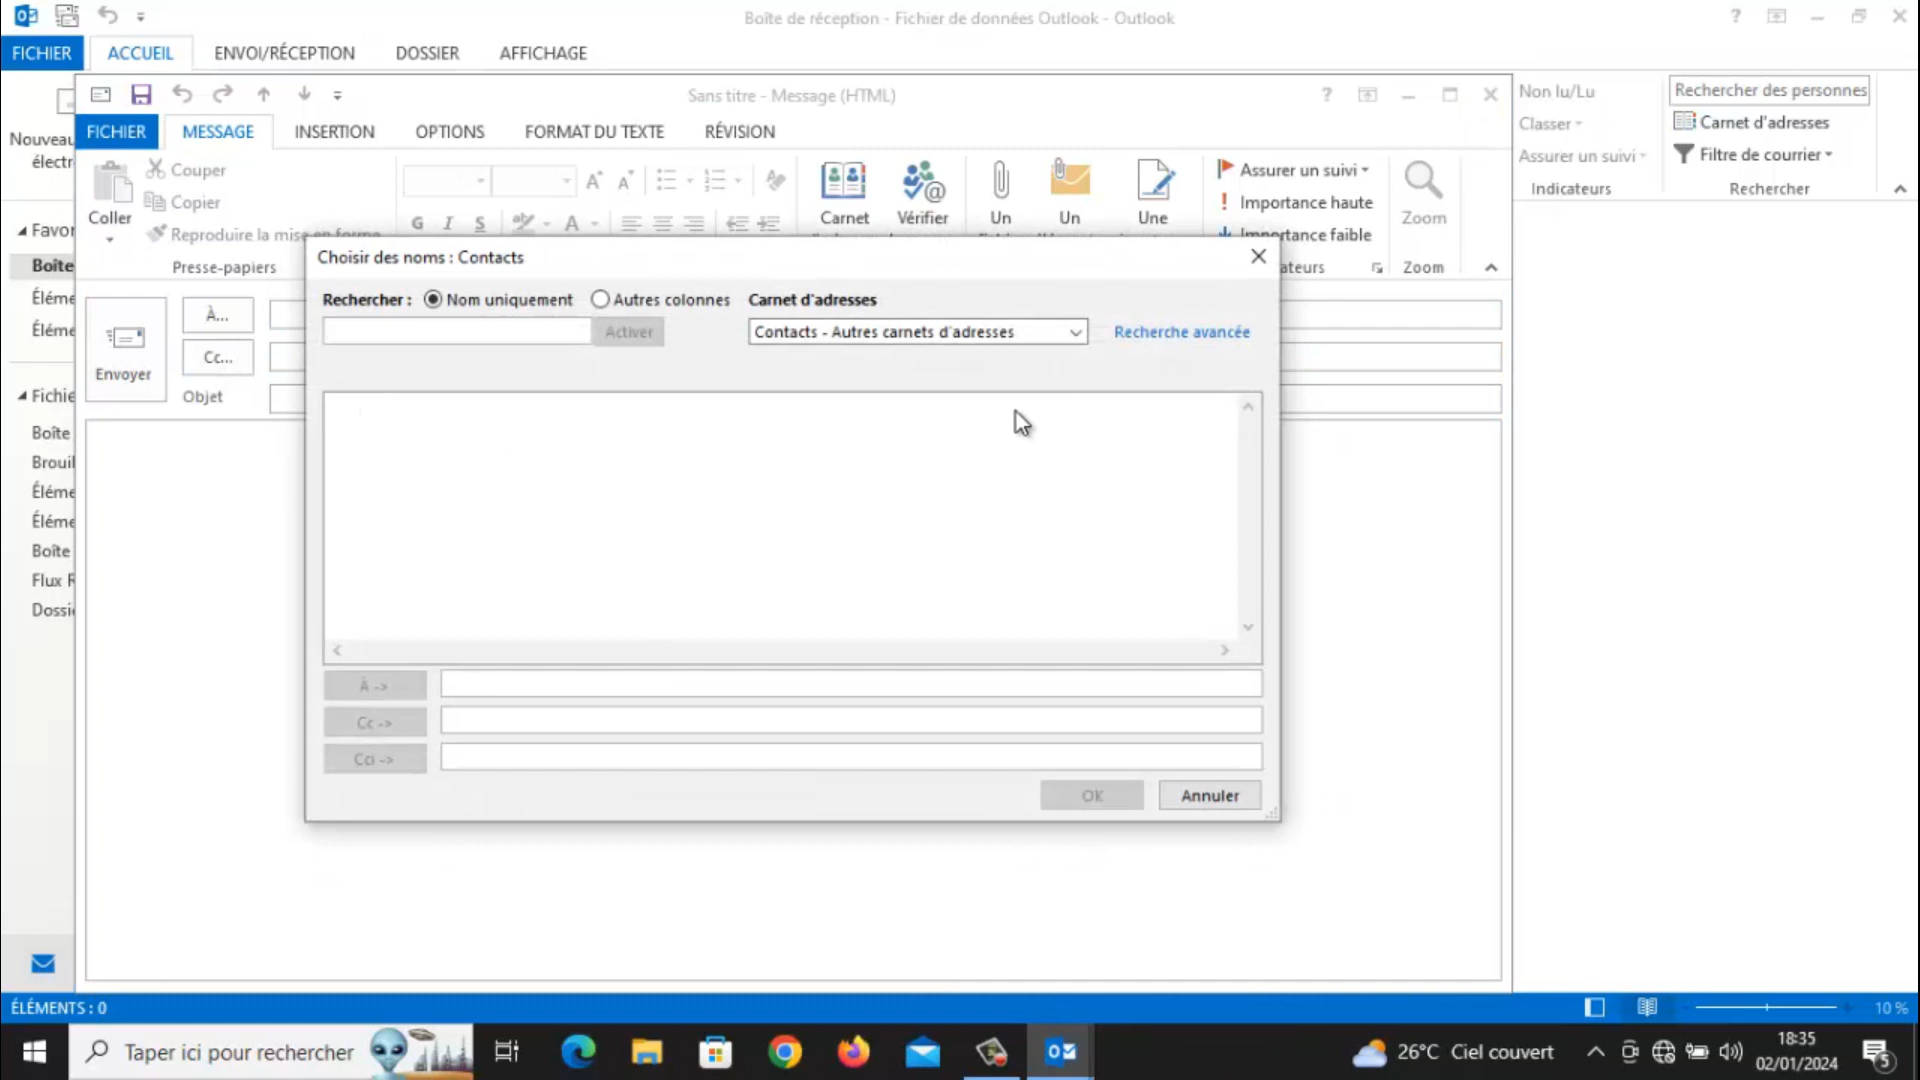 Boîte de réception - Fichier de données Outlook - Outlook
FICHIER ACCUEIL ENVOI/RÉCEPTION DOSSIER AFFICHAGE
Sans titre - Message (HTML)
FICHIER MESSAGE INSERTION OPTIONS FORMAT DU TEXTE RÉVISION
Nouveau
électr
Coller
Couper
Copier
Reproduire la mise en forme
Presse-papiers
G I S
Carnet
Vérifier
Un
Un
Une
Assurer un suivi
Importance haute
Importance faible
ateurs
Zoom
Zoom
Non lu/Lu
Classer
Assurer un suivi
Indicateurs
Rechercher des personnes
Carnet d'adresses
Filtre de courrier
Rechercher
Favor
Boîte
Éléme
Éléme
Fichie
Boîte
Brouil
Éléme
Éléme
Boîte
Flux R
Dossie
Envoyer
À...
Cc...
Objet
Choisir des noms : Contacts
Rechercher : Nom uniquement Autres colonnes Carnet d'adresses
Activer Contacts - Autres carnets d'adresses Recherche avancée
À ->
Cc ->
Cci ->
OK Annuler
ÉLÉMENTS : 0
10 %
Taper ici pour rechercher
26°C Ciel couvert
18:35
02/01/2024
5